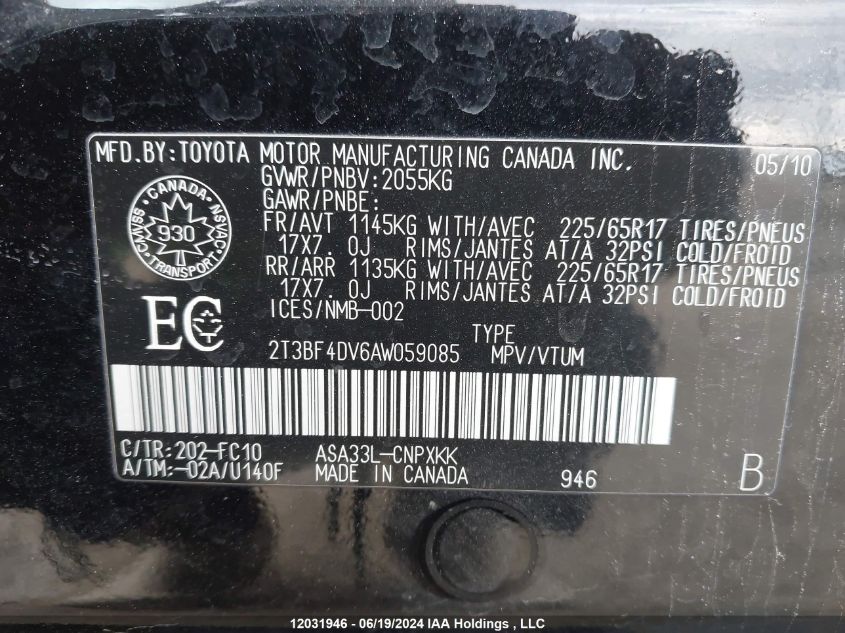 MFD.BY:TOYOTA MOTOR MANUFACTURING CANADA INC. 05/10
GVWR/PNBV:2055KG
GAWR/PNBE:
FR/AVT 1145KG WITH/AVEC 225/65R17 TIRES/PNEUS
17X7. 0J RIMS/JANTES AT/A 32PSI COLD/FROID
RR/ARR 1135KG WITH/AVEC 225/65R17 TIRES/PNEUS
17X7. 0J RIMS/JANTES AT/A 32PSI COLD/FROID
ICES/NMB-002
CANADA
CMVSS 930 NSVAC
TRANSPORT
EC
TYPE
2T3BF4DV6AW059085 MPV/VTUM
C/TR:202-FC10 ASA33L-CNPXKK
A/TM:-02A/U140F MADE IN CANADA 946 B
12031946 - 06/19/2024 IAA Holdings , LLC